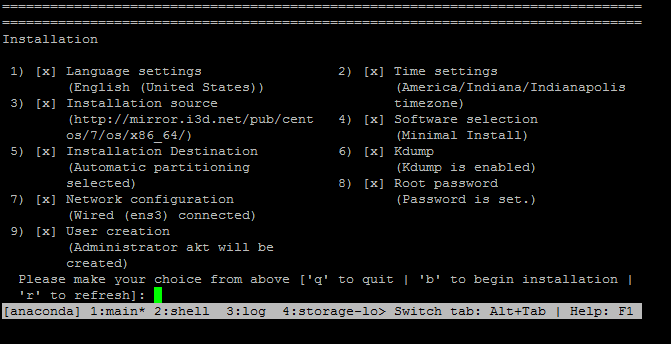 ================================================================================
================================================================================
Installation
1) [x] Language settings                 2) [x] Time settings
       (English (United States))                (America/Indiana/Indianapolis
3) [x] Installation source                      timezone)
       (http://mirror.i3d.net/pub/cent   4) [x] Software selection
       os/7/os/x86_64/)                         (Minimal Install)
5) [x] Installation Destination          6) [x] Kdump
       (Automatic partitioning                  (Kdump is enabled)
       selected)                         8) [x] Root password
7) [x] Network configuration                    (Password is set.)
       (Wired (ens3) connected)
9) [x] User creation
       (Administrator akt will be
       created)
Please make your choice from above ['q' to quit | 'b' to begin installation |
'r' to refresh]:
[anaconda] 1:main* 2:shell  3:log  4:storage-lo> Switch tab: Alt+Tab | Help: F1